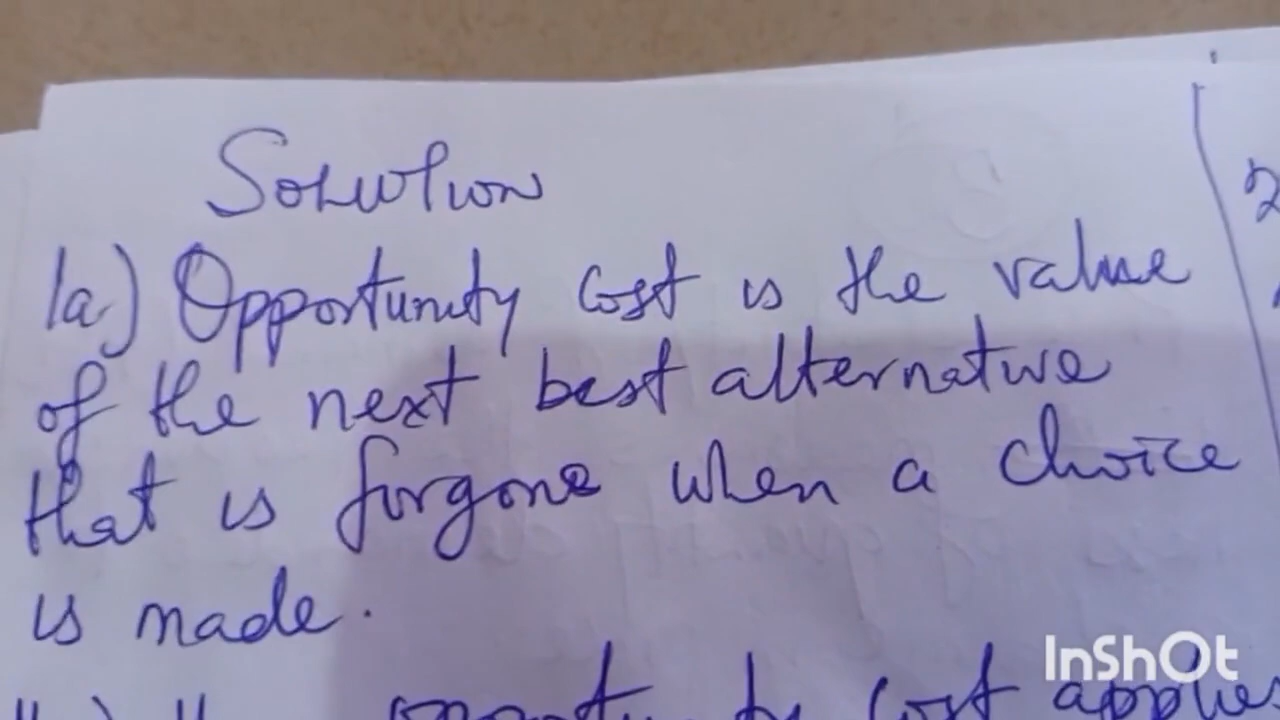 Solution
1a) Opportunity cost is the value
of the next best alternative
that is forgone when a choice
is made.
opportunity cost applies
InShOt